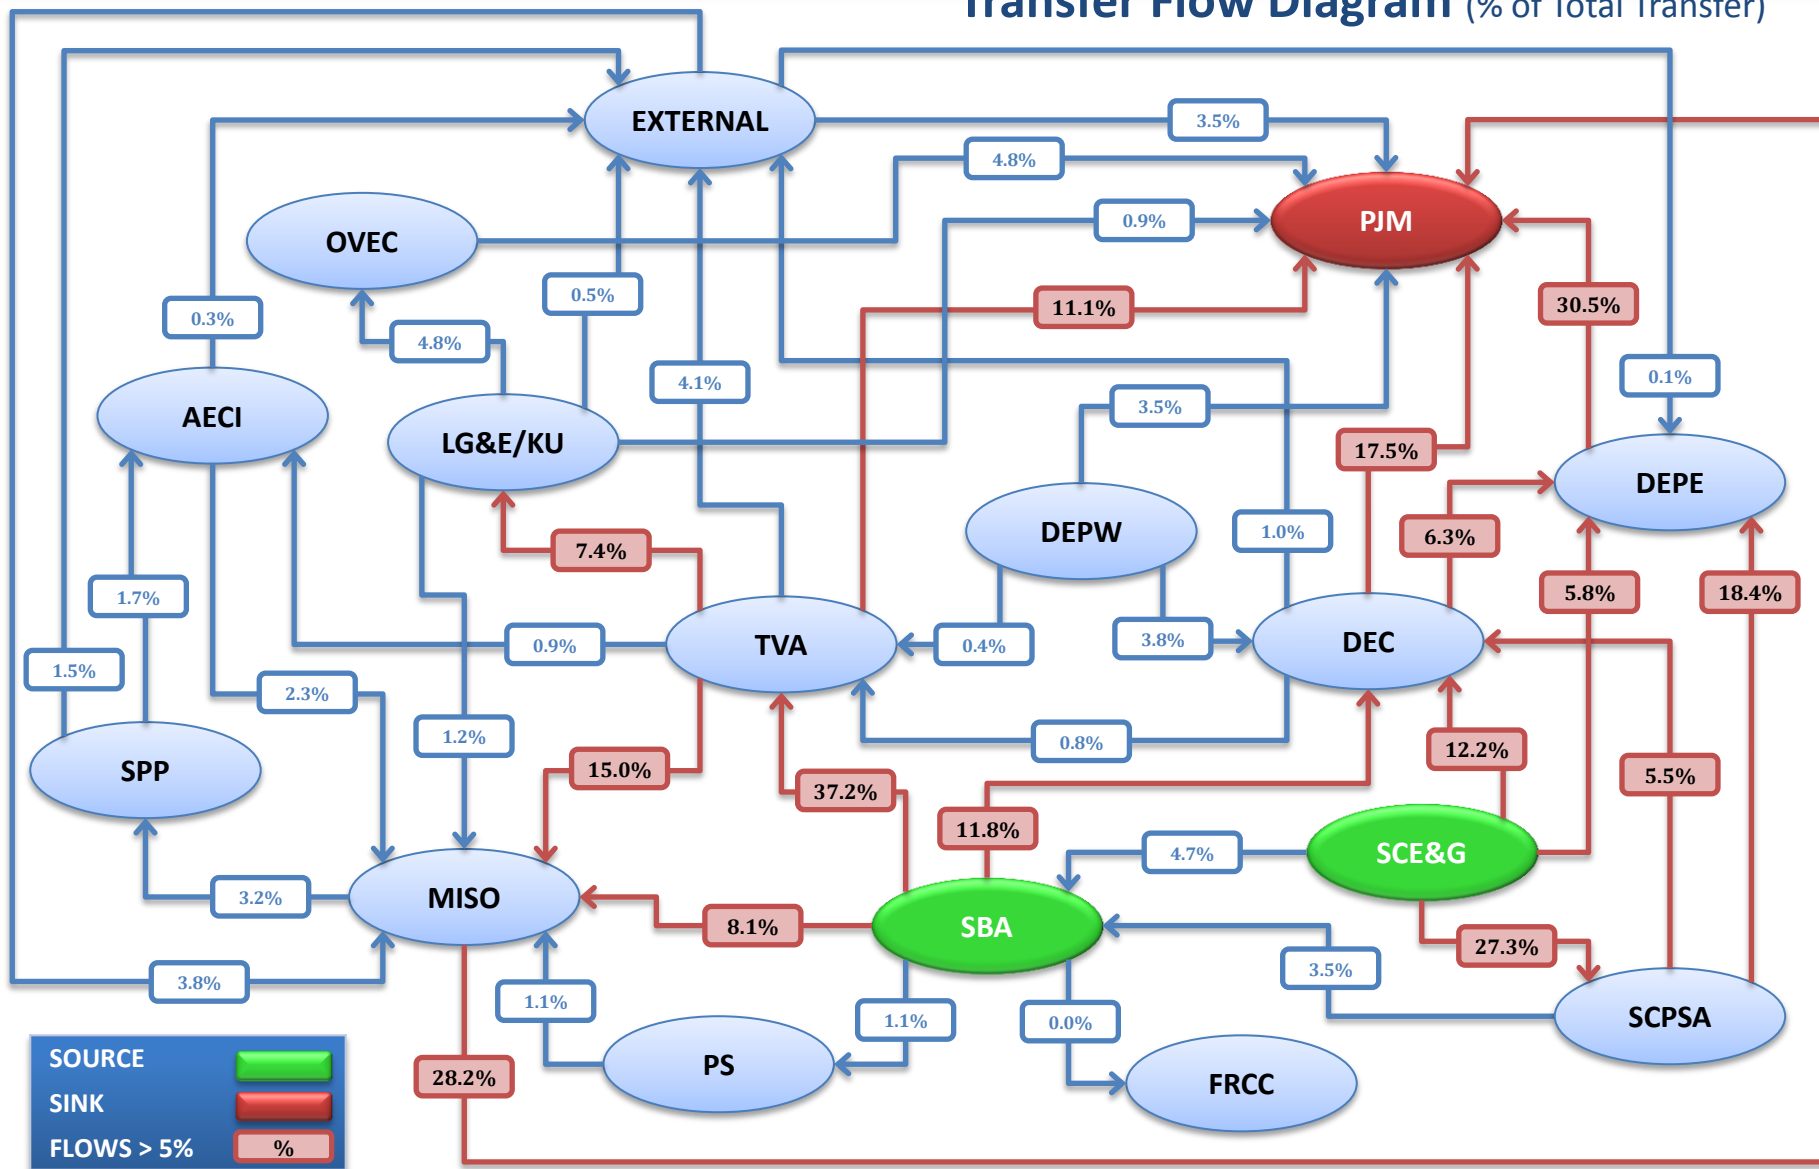 Transfer Flow Diagram (% of Total Transfer)
EXTERNAL
3.5%
4.8%
PJM
0.9%
OVEC
0.5%
11.1%
30.5%
0.3%
4.8%
4.1%
0.1%
3.5%
AECI
LG&E/KU
17.5%
DEPE
DEPW
1.0%
6.3%
7.4%
1.7%
5.8%
18.4%
0.9%
TVA
0.4%
3.8%
DEC
1.5%
2.3%
1.2%
0.8%
12.2%
SPP
15.0%
5.5%
37.2%
11.8%
4.7%
SCE&G
3.2%
MISO
8.1%
SBA
27.3%
3.8%
3.5%
1.1%
1.1%
0.0%
SCPSA
SOURCE
PS
28.2%
FRCC
SINK
FLOWS > 5%
%